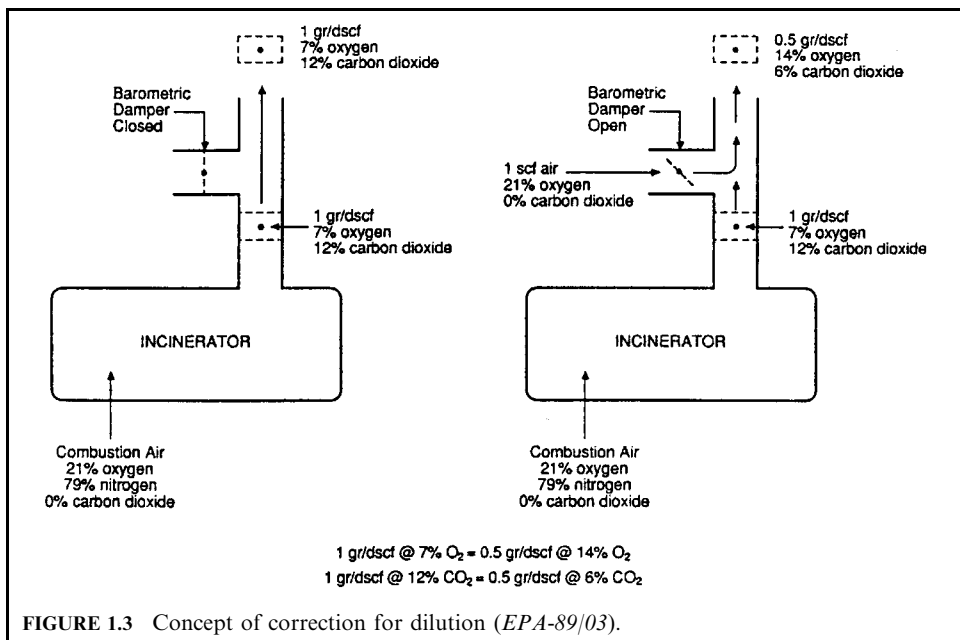 1 gr/dscf
7% oxygen
12% carbon dioxide
Barometric
Damper
Closed
1 gr/dscf
7% oxygen
12% carbon dioxide
INCINERATOR
Combustion Air
21% oxygen
79% nitrogen
0% carbon dioxide
0.5 gr/dscf
14% oxygen
6% carbon dioxide
Barometric
Damper
Open
1 scf air
21% oxygen
0% carbon dioxide
1 gr/dscf
7% oxygen
12% carbon dioxide
INCINERATOR
Combustion Air
21% oxygen
79% nitrogen
0% carbon dioxide
1 gr/dscf @ 7% O₂ = 0.5 gr/dscf @ 14% O₂
1 gr/dscf @ 12% CO₂ = 0.5 gr/dscf @ 6% CO₂
FIGURE 1.3 Concept of correction for dilution (EPA-89/03).